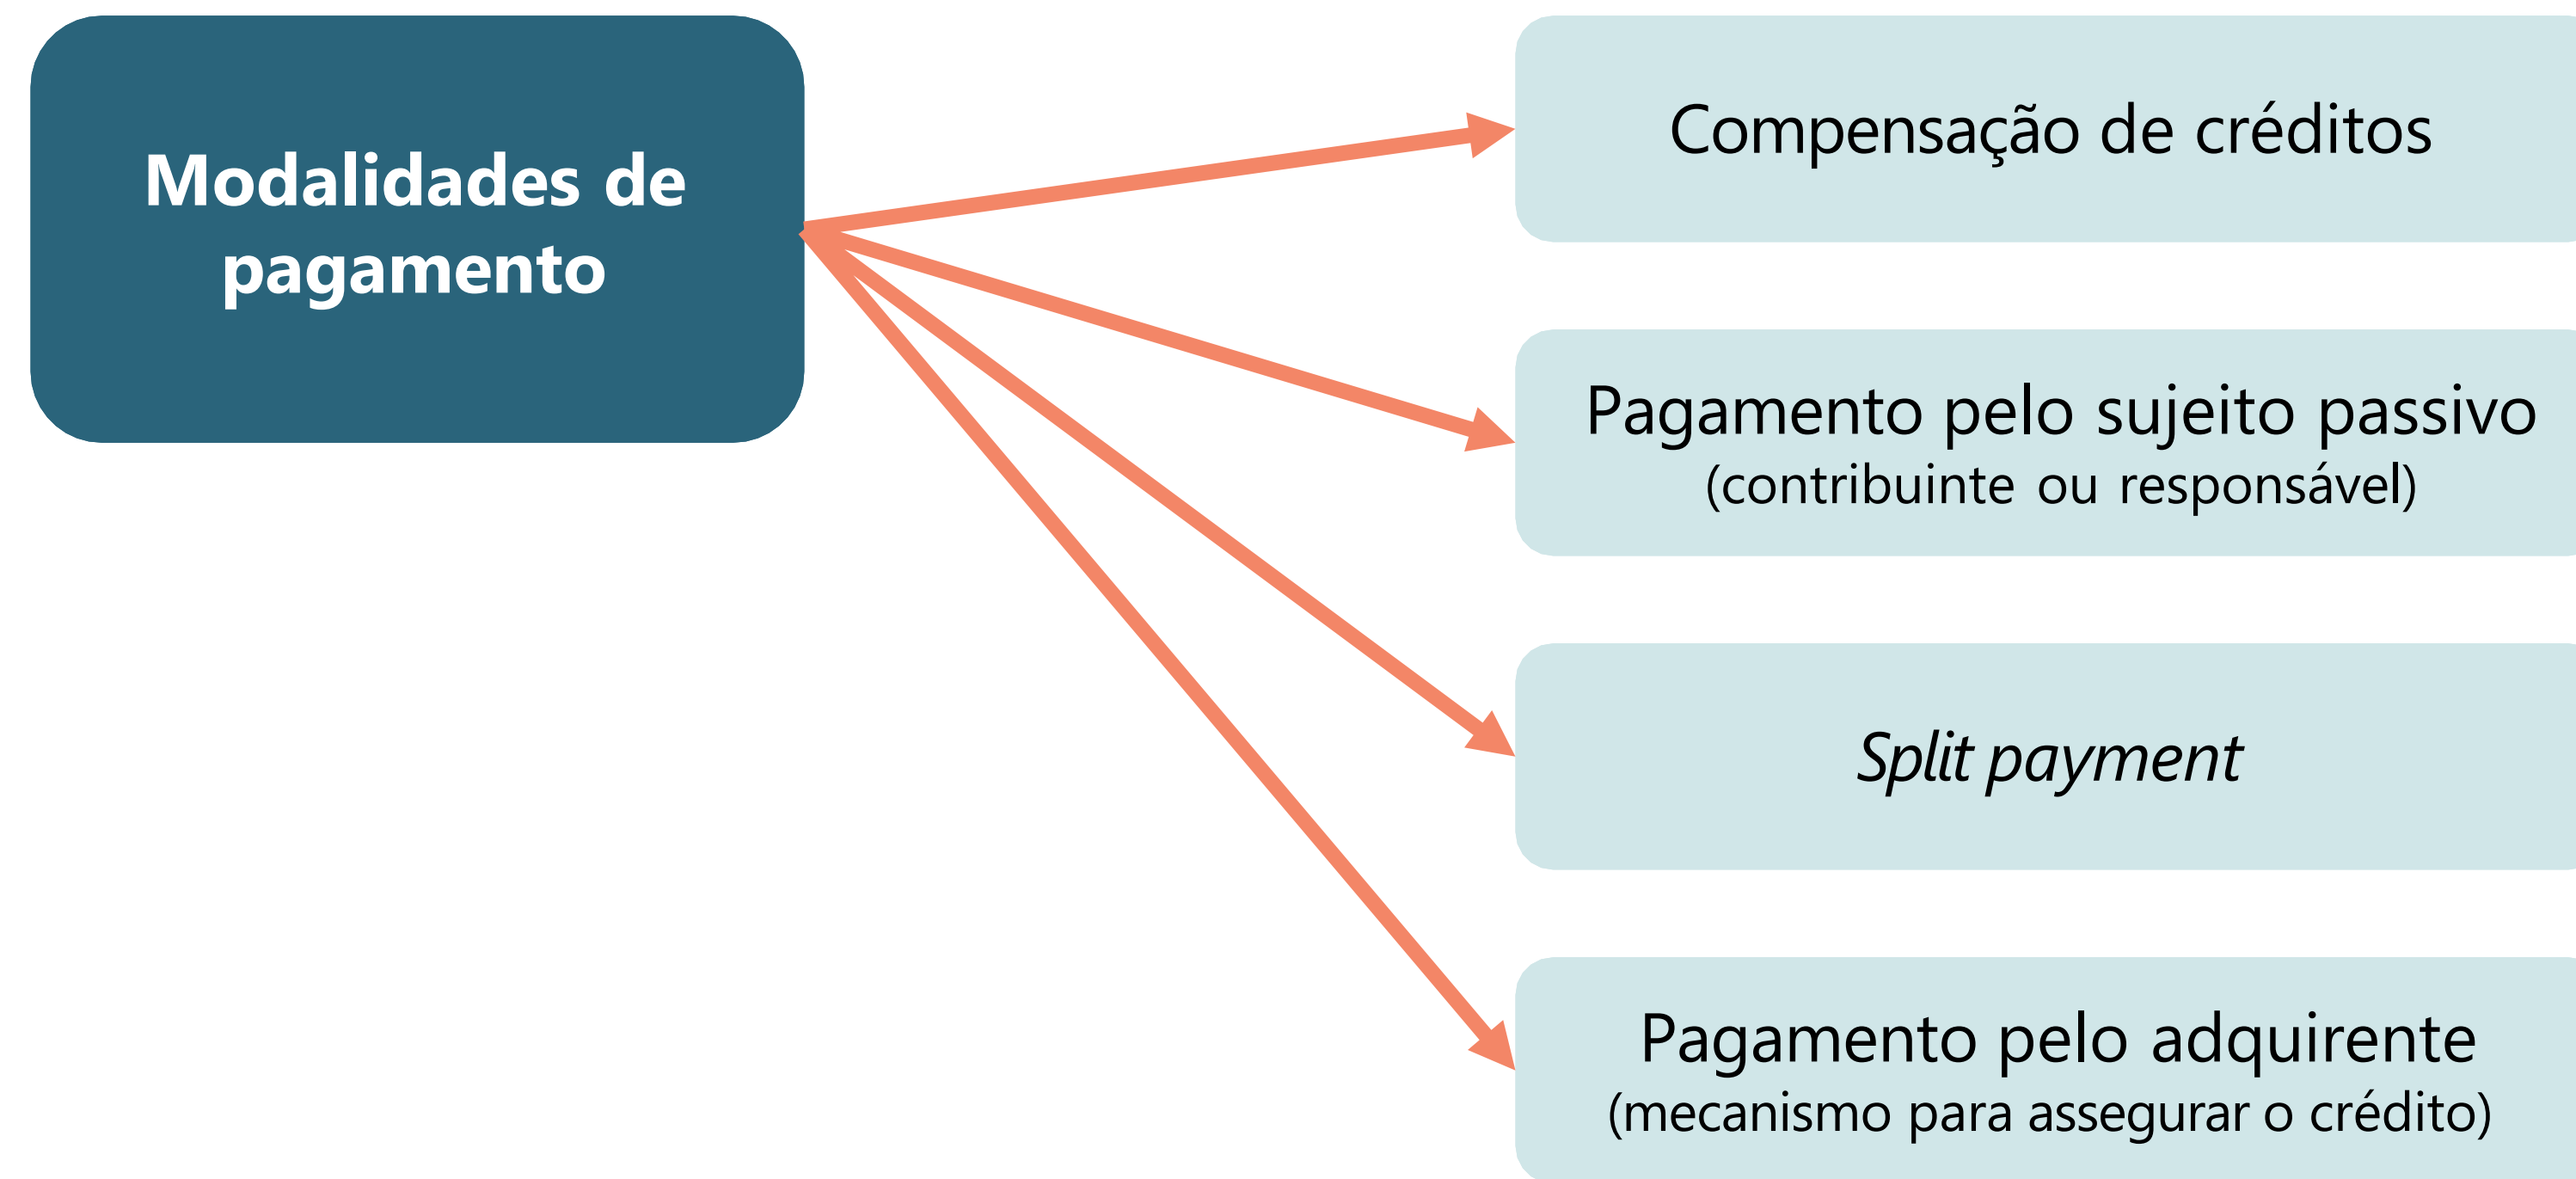 Modalidades de
pagamento
Compensação de créditos
Pagamento pelo sujeito passivo
(contribuinte ou responsável)
Split payment
Pagamento pelo adquirente
(mecanismo para assegurar o crédito)